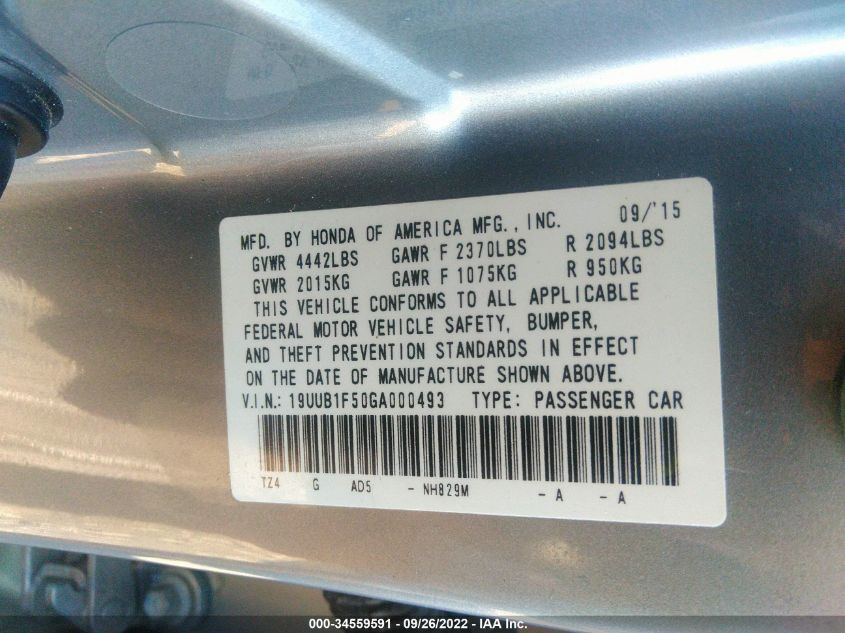 MFD. BY HONDA OF AMERICA MFG., INC. 09/'15
GVWR 4442LBS GAWR F 2370LBS R 2094LBS
GVWR 2015KG GAWR F 1075KG R 950KG
THIS VEHICLE CONFORMS TO ALL APPLICABLE
FEDERAL MOTOR VEHICLE SAFETY, BUMPER,
AND THEFT PREVENTION STANDARDS IN EFFECT
ON THE DATE OF MANUFACTURE SHOWN ABOVE.
V.I.N.: 19UUB1F50GA000493 TYPE: PASSENGER CAR
TZ4 G AD5 - NH829M - A - A
000-34559591 - 09/26/2022 - IAA Inc.